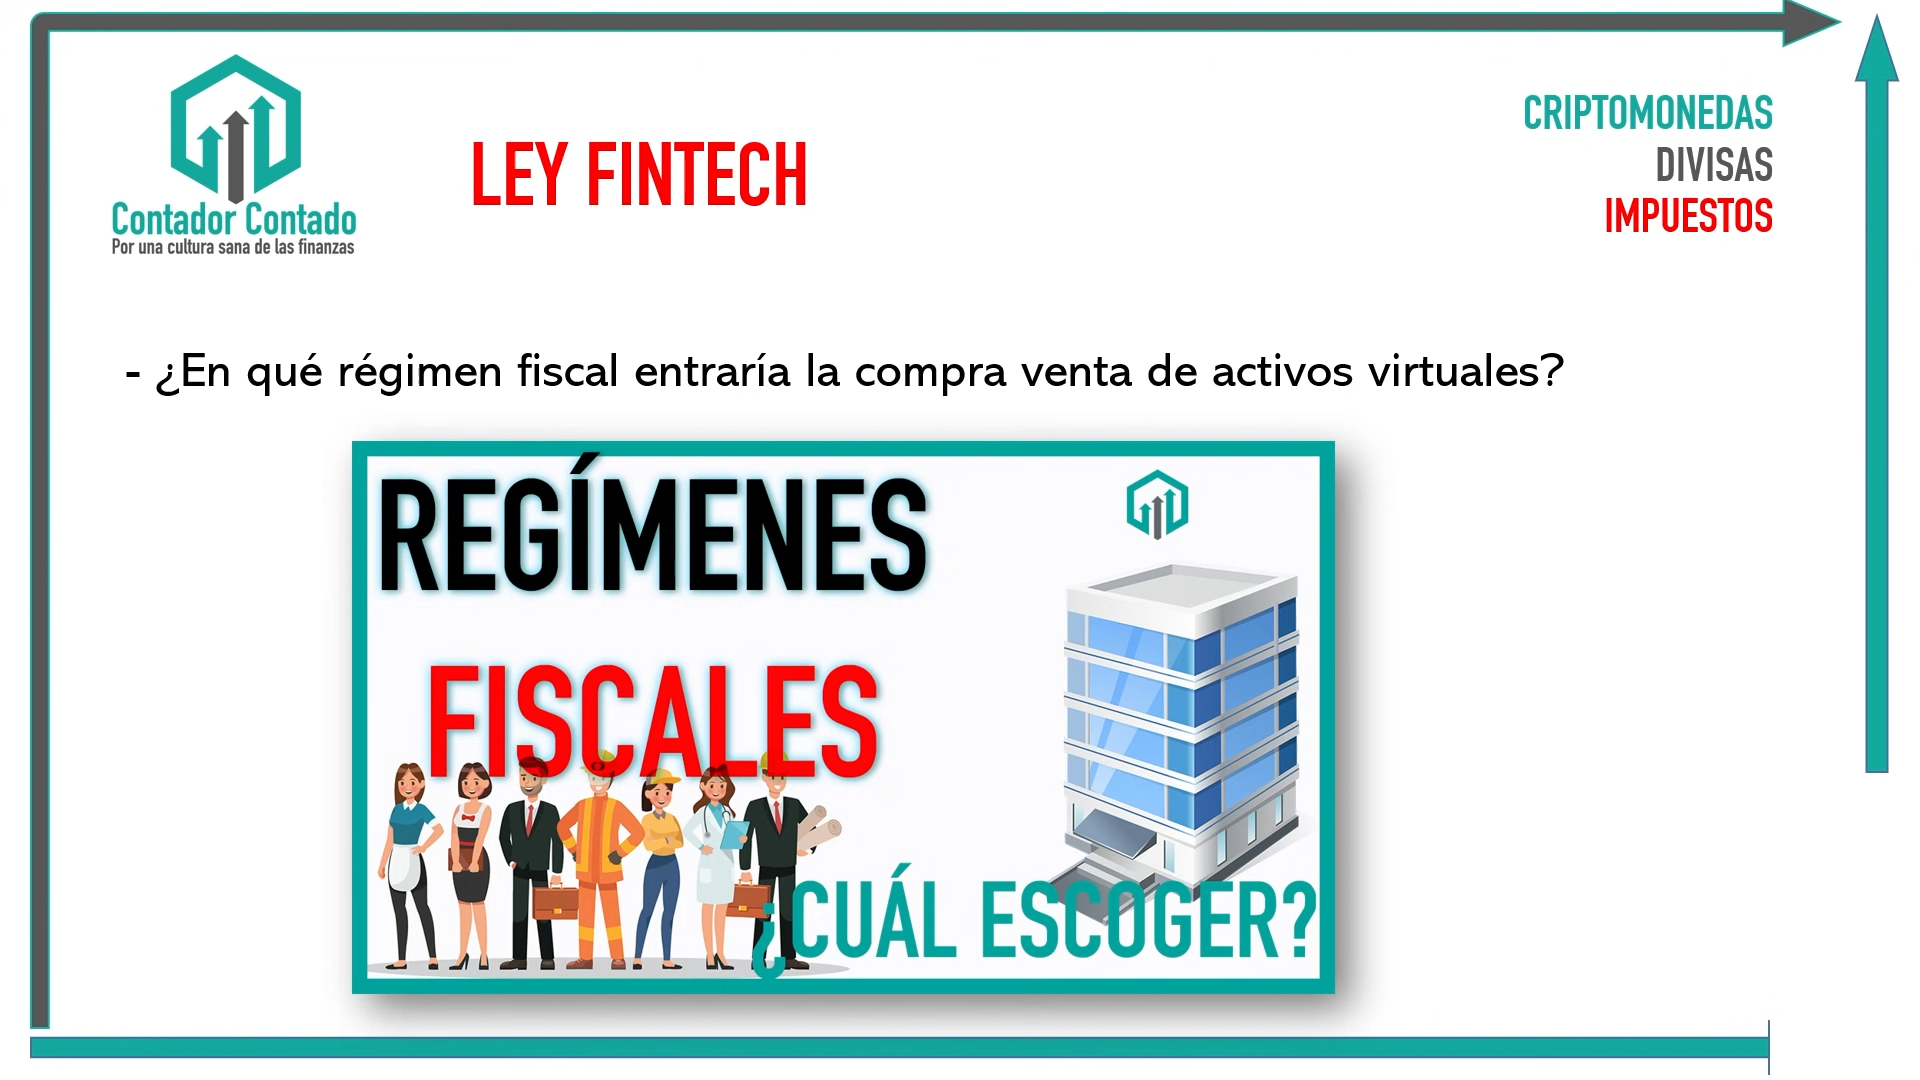 Contador Contado
Por una cultura sana de las finanzas
LEY FINTECH
CRIPTOMONEDAS
DIVISAS
IMPUESTOS
- ¿En qué régimen fiscal entraría la compra venta de activos virtuales?
REGÍMENES
FISCALES
¿CUÁL ESCOGER?